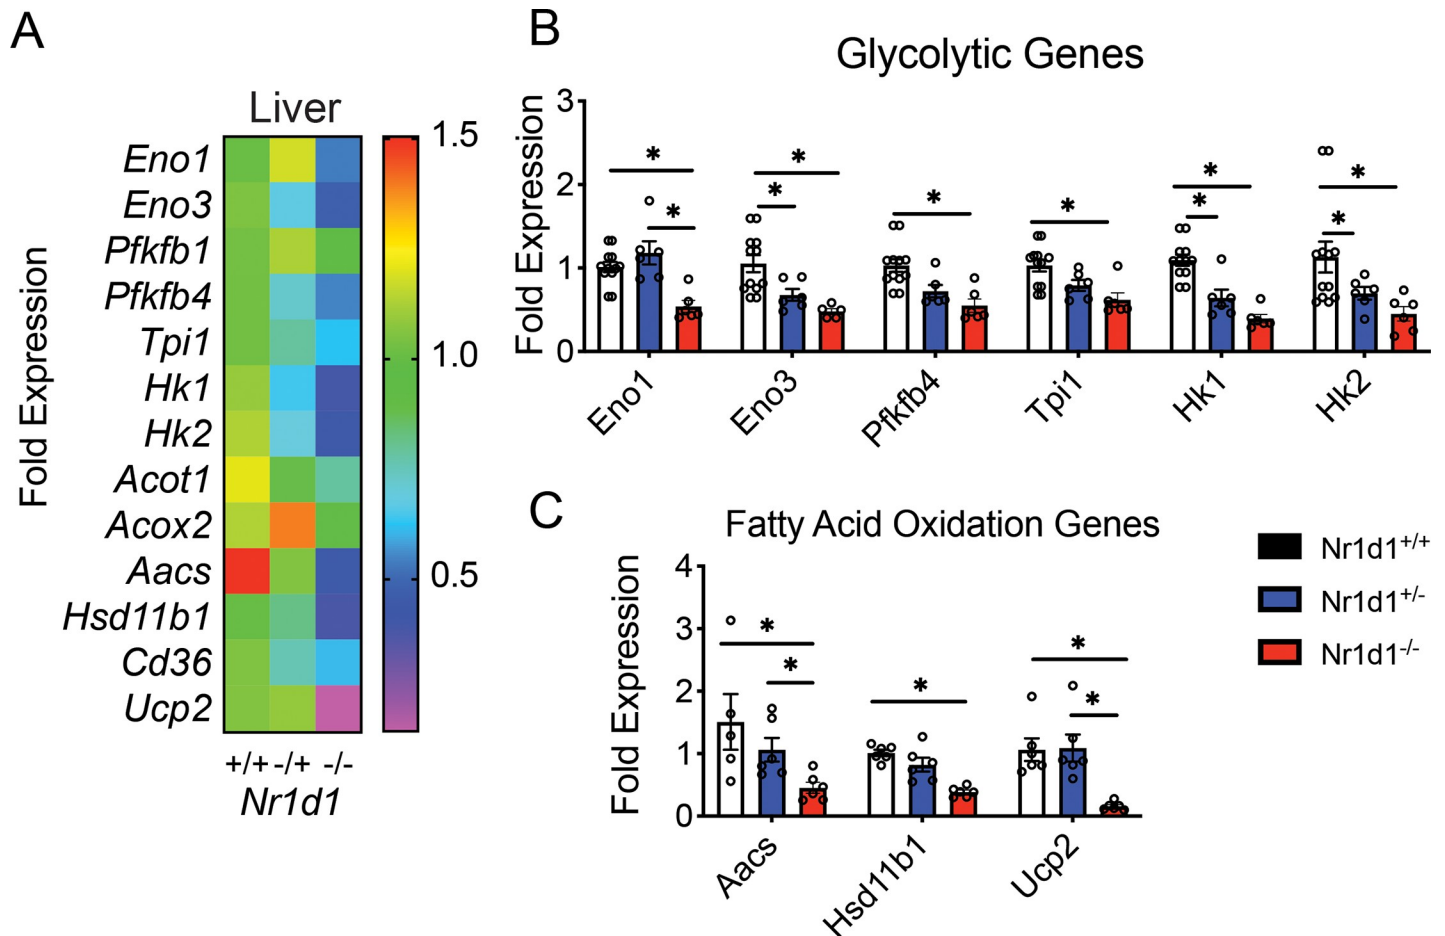 A
Liver
Fold Expression
Eno1
Eno3
Pfkfb1
Pfkfb4
Tpi1
Hk1
Hk2
Acot1
Acox2
Aacs
Hsd11b1
Cd36
Ucp2
1.5
1.0
0.5
+/+ -/+ -/-
Nr1d1
B
Glycolytic Genes
Fold Expression
3
2
1
0
* * * * * * * * * *
Eno1 Eno3 Pfkfb4 Tpi1 Hk1 Hk2
C
Fatty Acid Oxidation Genes
Fold Expression
4
3
2
1
0
* * * * *
Aacs Hsd11b1 Ucp2
Nr1d1+/+
Nr1d1+/-
Nr1d1-/-